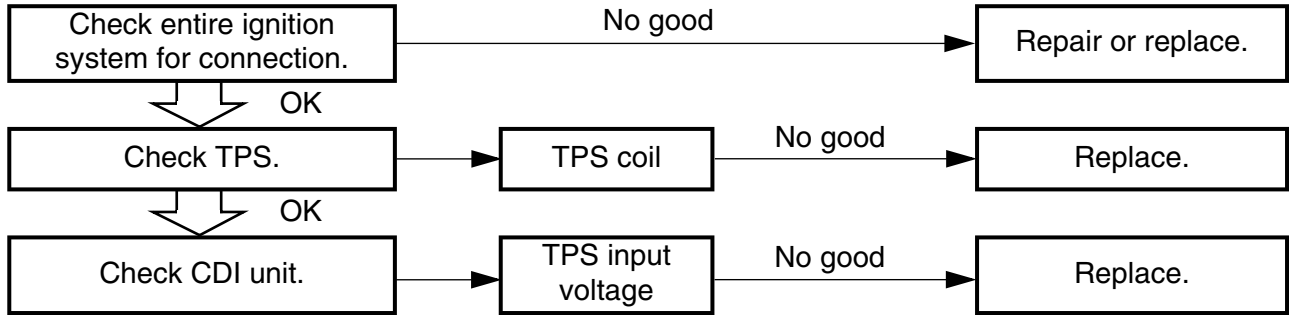 Check entire ignition
system for connection.
No good
Repair or replace.
OK
Check TPS.
TPS coil
No good
Replace.
OK
Check CDI unit.
TPS input
voltage
No good
Replace.